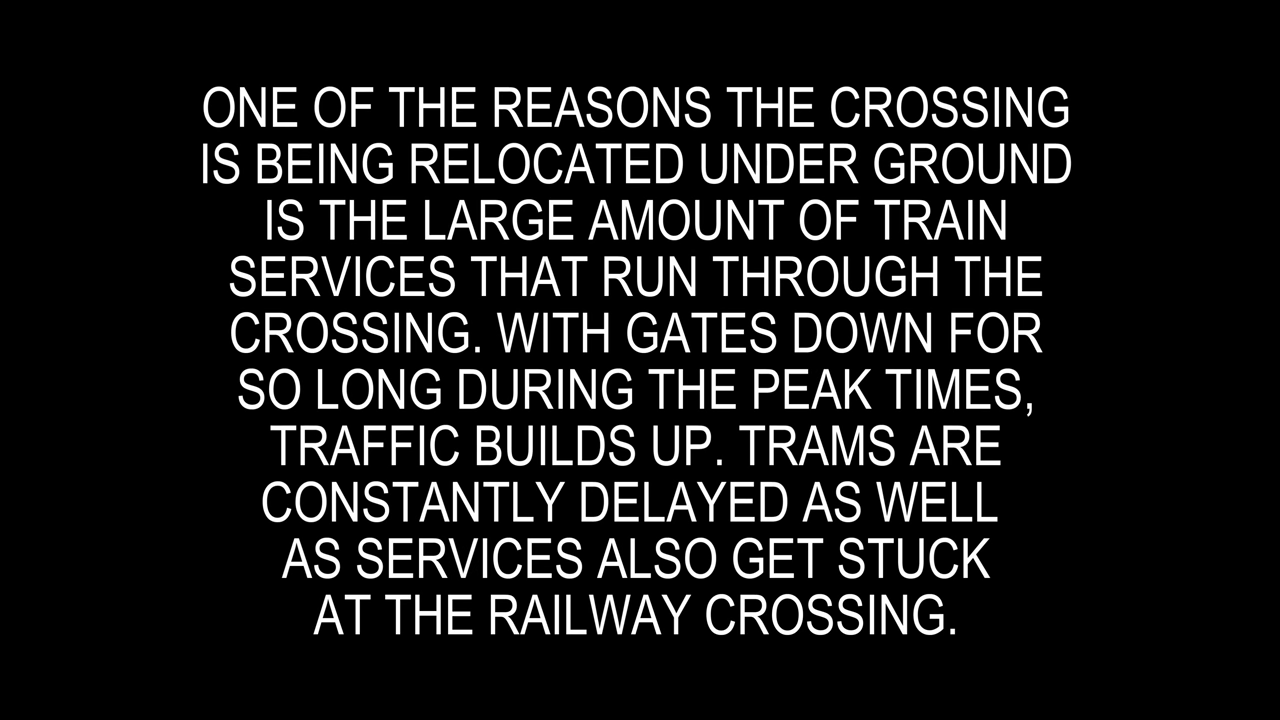 ONE OF THE REASONS THE CROSSING
IS BEING RELOCATED UNDER GROUND
IS THE LARGE AMOUNT OF TRAIN
SERVICES THAT RUN THROUGH THE
CROSSING. WITH GATES DOWN FOR
SO LONG DURING THE PEAK TIMES,
TRAFFIC BUILDS UP. TRAMS ARE
CONSTANTLY DELAYED AS WELL
AS SERVICES ALSO GET STUCK
AT THE RAILWAY CROSSING.